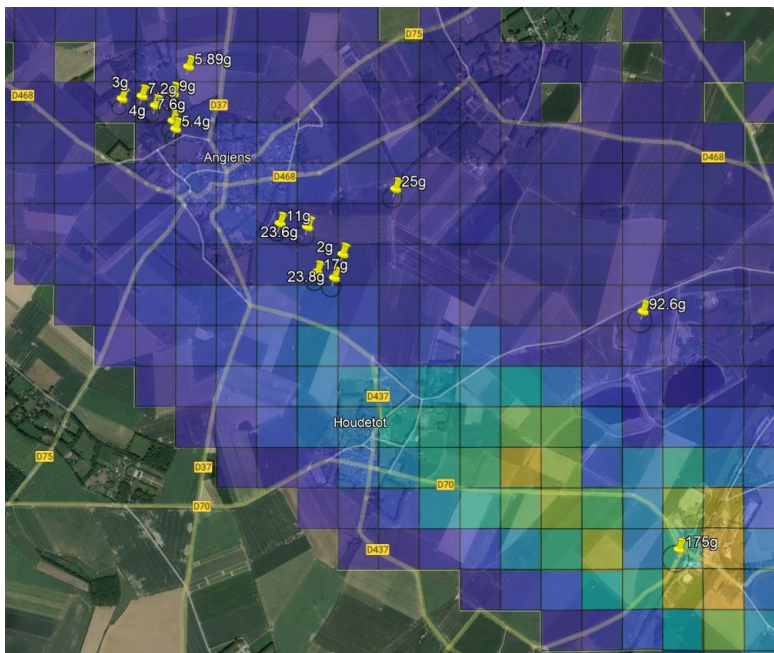 D75
5.89g
3g
7.2g
9g
D468
4g
7.6g
D37
5.4g
Angiens
D468
D468
25g
11g
23.6g
2g
17g
23.8g
92.6g
D437
Houdetot
D75
D37
D70
D70
175g
D437